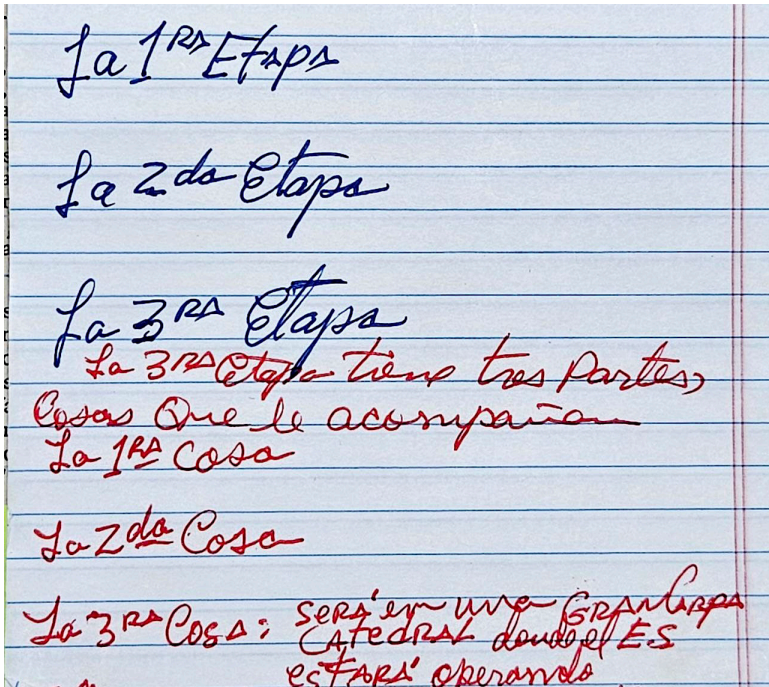 La 1RA Etapa
La 2da Etapa
La 3RA Etapa
La 3RA etapa tiene tres Partes,
Cosas Que le acompañan
La 1RA Cosa
La 2da Cosa
La 3RA Cosa: SERÁ en una GRAN CARPA
CATEDRAL donde el E.S
ESTARÁ operando